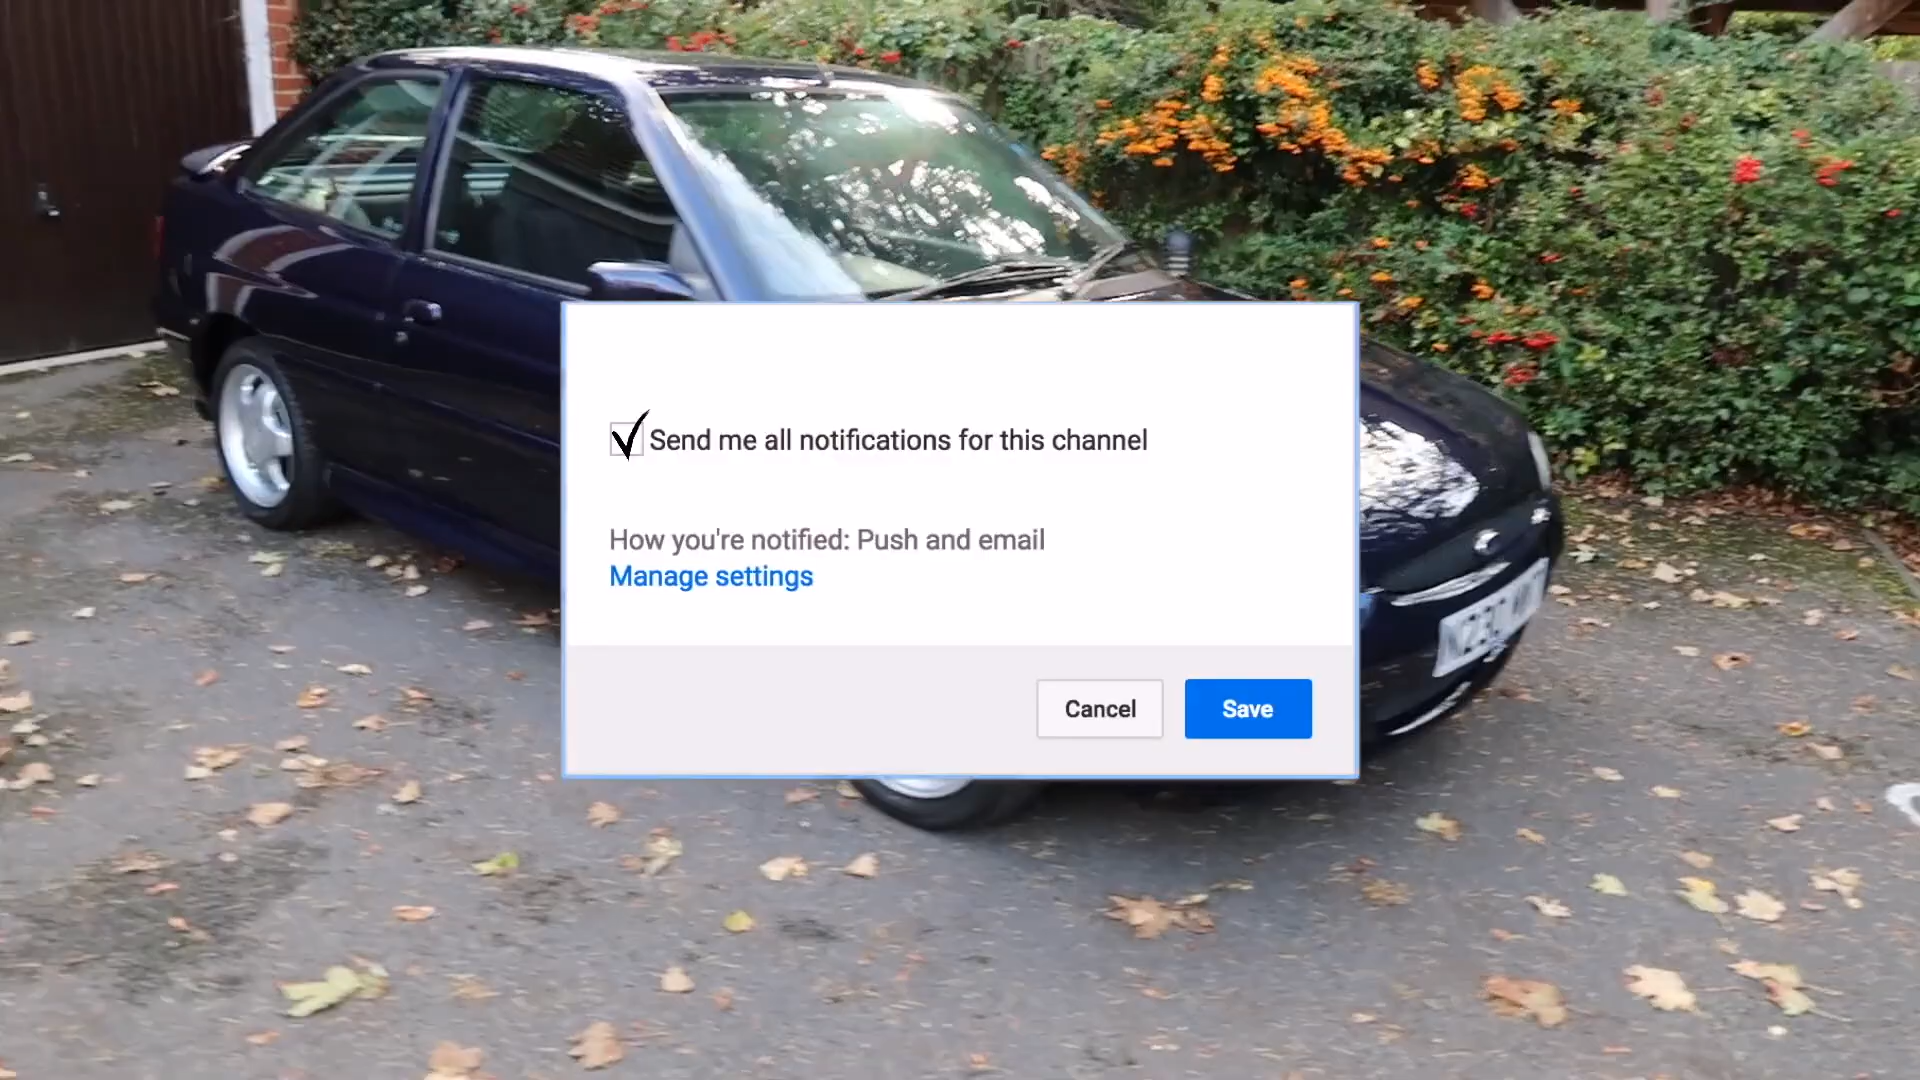 Send me all notifications for this channel
How you're notified: Push and email
Manage settings
Cancel
Save